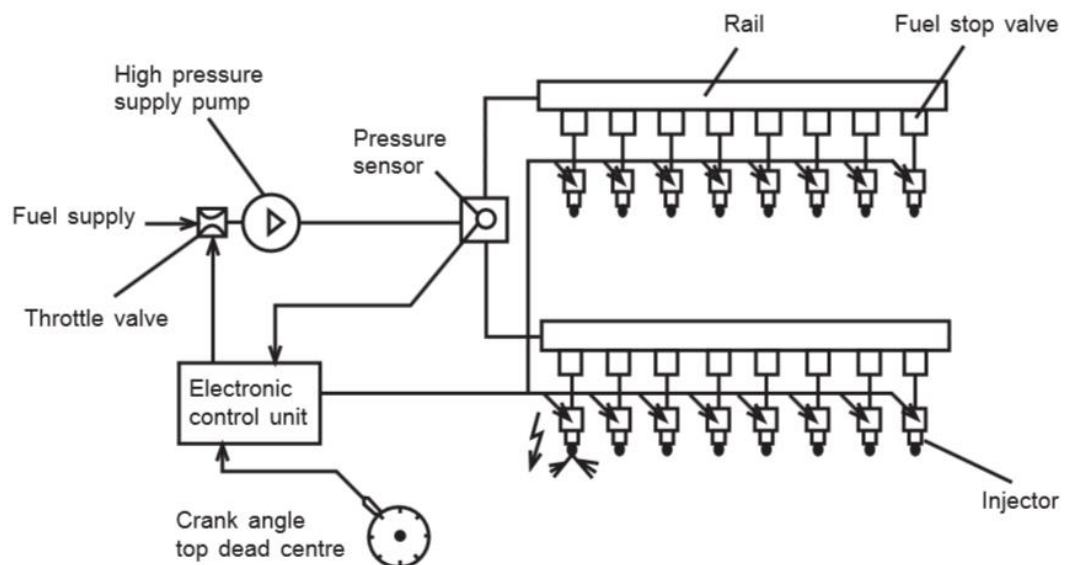 Rail
Fuel stop valve
High pressure
supply pump
Pressure
sensor
Fuel supply
Throttle valve
Electronic
control unit
Injector
Crank angle
top dead centre